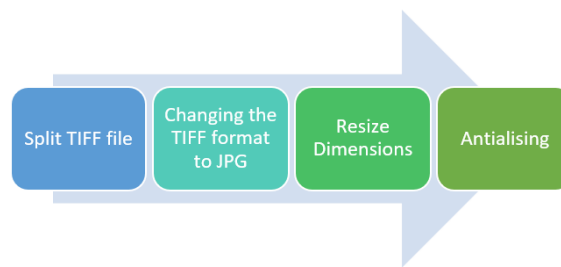 Split TIFF file
Changing the
TIFF format
to JPG
Resize
Dimensions
Antialising